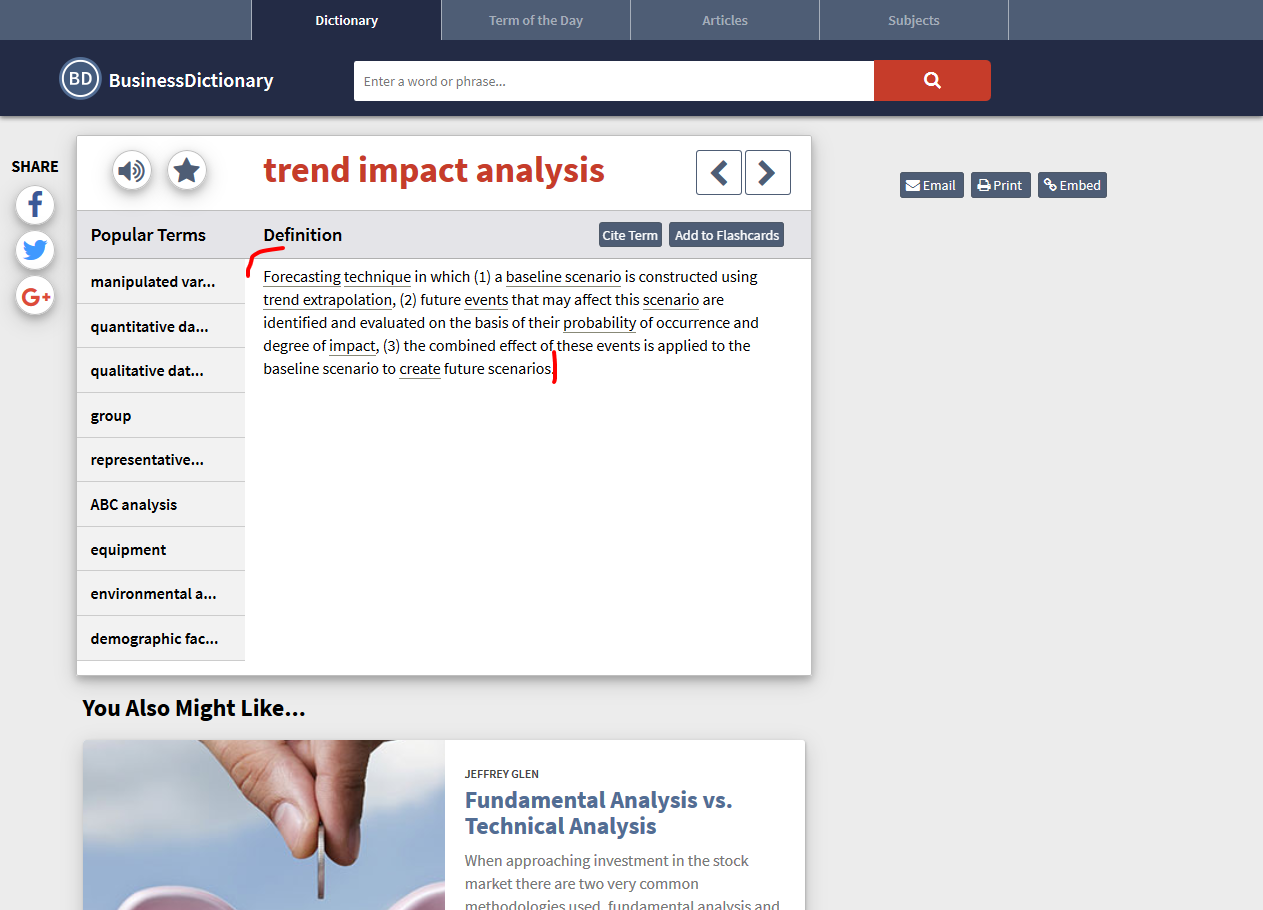 Dictionary
Term of the Day
Articles
Subjects
BD BusinessDictionary
Enter a word or phrase...
SHARE
trend impact analysis
Email
Print
Embed
Popular Terms
Definition
Cite Term
Add to Flashcards
manipulated var...
quantitative da...
qualitative dat...
group
representative...
ABC analysis
equipment
environmental a...
demographic fac...
Forecasting technique in which (1) a baseline scenario is constructed using
trend extrapolation, (2) future events that may affect this scenario are
identified and evaluated on the basis of their probability of occurrence and
degree of impact, (3) the combined effect of these events is applied to the
baseline scenario to create future scenarios.
You Also Might Like...
JEFFREY GLEN
Fundamental Analysis vs.
Technical Analysis
When approaching investment in the stock
market there are two very common
methodologies used, fundamental analysis and